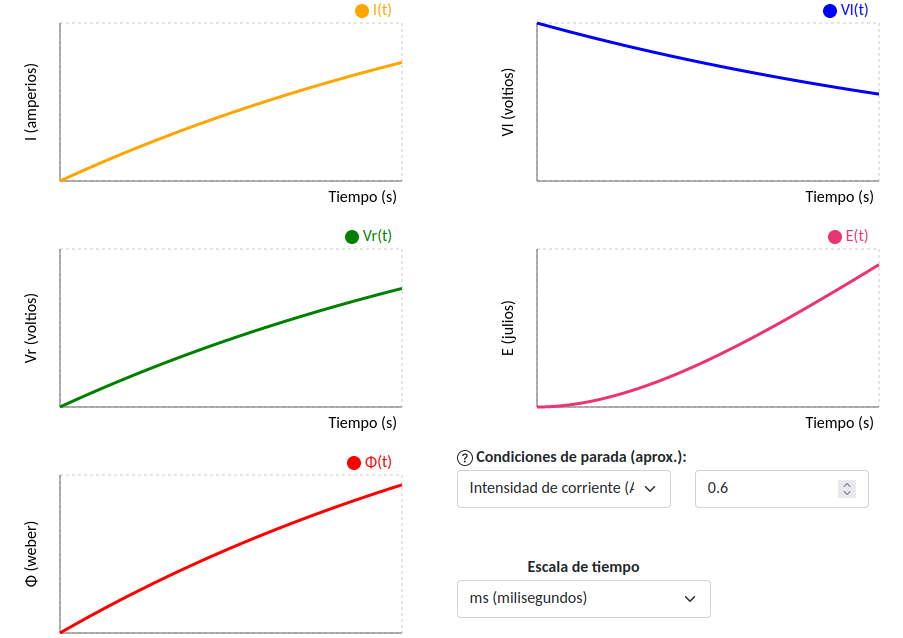 I(t)
I (amperios)
Tiempo (s)
Vl(t)
Vl (voltios)
Tiempo (s)
Vr(t)
Vr (voltios)
Tiempo (s)
E(t)
E (julios)
Tiempo (s)
Φ(t)
Φ (weber)
? Condiciones de parada (aprox.):
Intensidad de corriente (A
0.6
Escala de tiempo
ms (milisegundos)